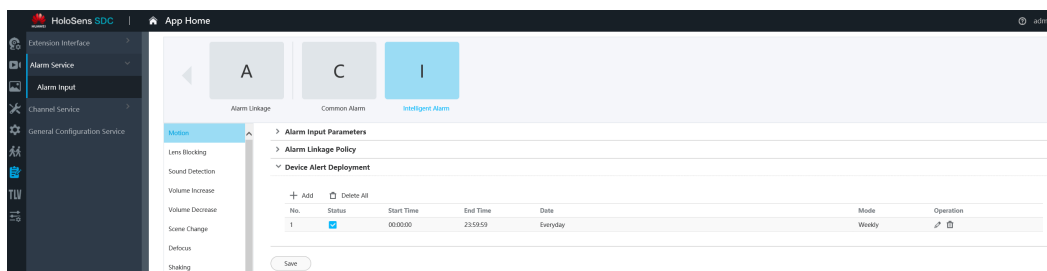 HUAWEI
HoloSens SDC | App Home
adm
Extension Interface
Alarm Service
Alarm Input
Channel Service
General Configuration Service
TLV
A
C
I
Alarm Linkage
Common Alarm
Intelligent Alarm
Motion
Lens Blocking
Sound Detection
Volume Increase
Volume Decrease
Scene Change
Defocus
Shaking
Alarm Input Parameters
Alarm Linkage Policy
Device Alert Deployment
Add Delete All
No. Status Start Time End Time Date Mode Operation
1 00:00:00 23:59:59 Everyday Weekly
Save